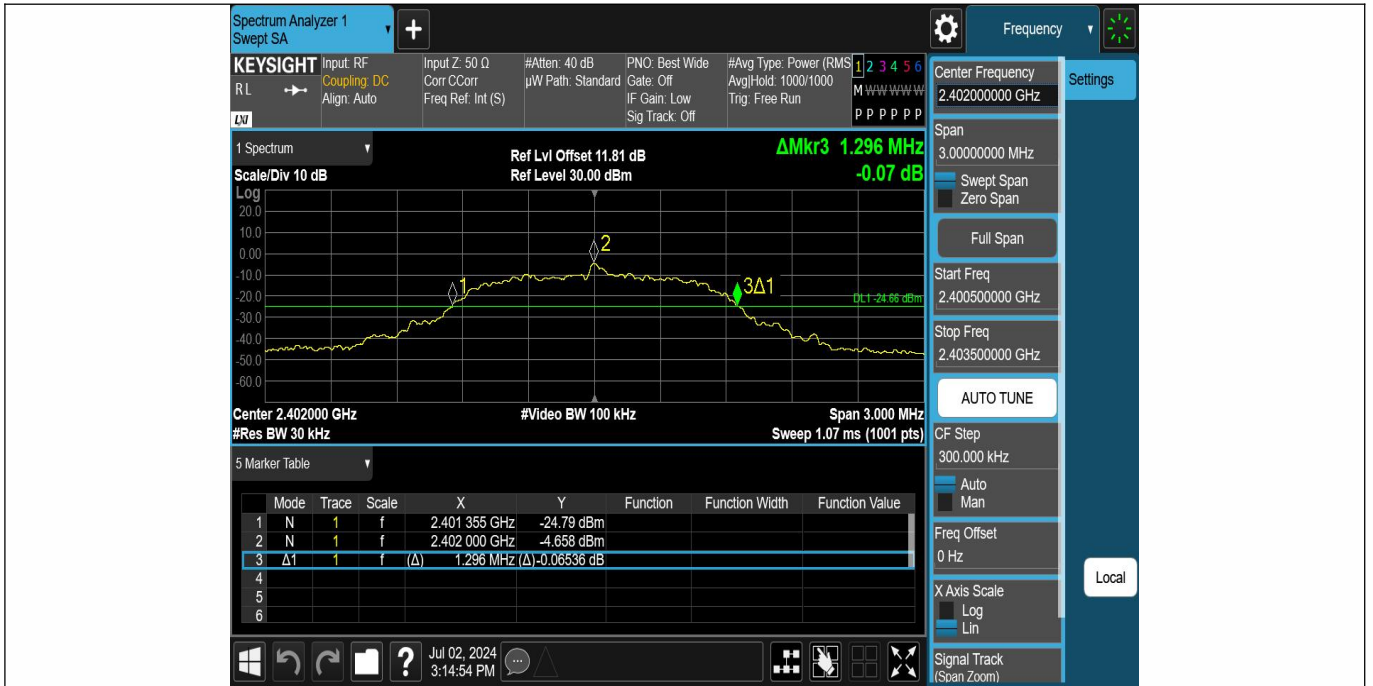 Spectrum Analyzer 1
Swept SA
+
Frequency
KEYSIGHT
RL
LXI
Input: RF
Coupling: DC
Align: Auto
Input Z: 50 Ω
Corr CCorr
Freq Ref: Int (S)
#Atten: 40 dB
µW Path: Standard
PNO: Best Wide
Gate: Off
IF Gain: Low
Sig Track: Off
#Avg Type: Power (RMS
Avg|Hold: 1000/1000
Trig: Free Run
1 2 3 4 5 6
M W W W W W
P P P P P P
1 Spectrum
Scale/Div 10 dB
Ref Lvl Offset 11.81 dB
Ref Level 30.00 dBm
ΔMkr3 1.296 MHz
-0.07 dB
Log
20.0
10.0
0.00
-10.0
-20.0
-30.0
-40.0
-50.0
-60.0
1
2
3Δ1
DL1 -24.66 dBm
Center 2.402000 GHz
#Video BW 100 kHz
Span 3.000 MHz
#Res BW 30 kHz
Sweep 1.07 ms (1001 pts)
5 Marker Table
Mode Trace Scale X Y Function Function Width Function Value
1 N 1 f 2.401 355 GHz -24.79 dBm
2 N 1 f 2.402 000 GHz -4.658 dBm
3 Δ1 1 f (Δ) 1.296 MHz (Δ) -0.06536 dB
4
5
6
?
Jul 02, 2024
3:14:54 PM
Center Frequency
2.402000000 GHz
Settings
Span
3.00000000 MHz
Swept Span
Zero Span
Full Span
Start Freq
2.400500000 GHz
Stop Freq
2.403500000 GHz
AUTO TUNE
CF Step
300.000 kHz
Auto
Man
Freq Offset
0 Hz
X Axis Scale
Log
Lin
Signal Track
(Span Zoom)
Local